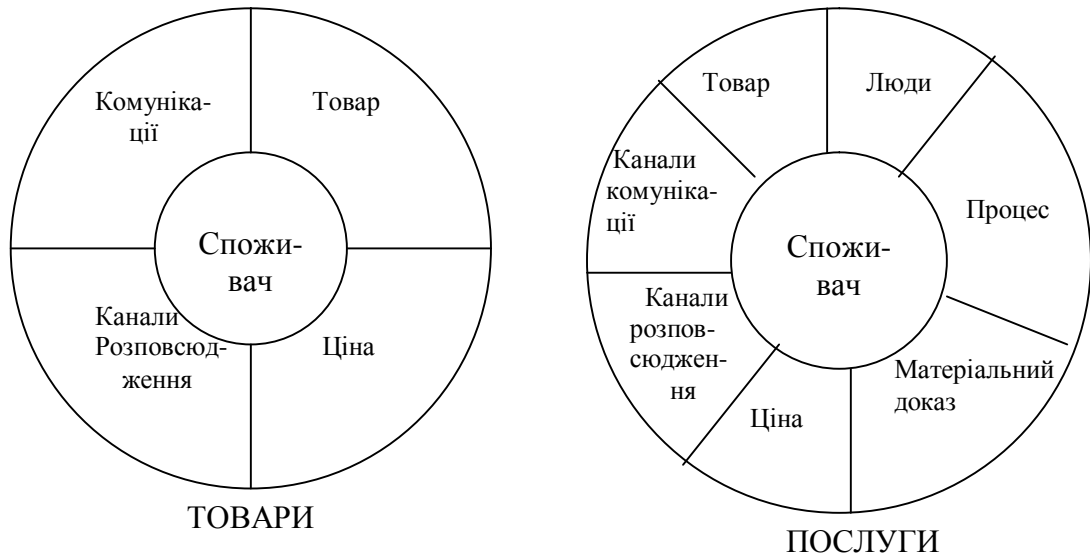 Комуніка-
ції
Товар
Спожи-
вач
Канали
Розповсюд-
ження
Ціна
ТОВАРИ
Товар
Люди
Канали
комуніка-
ції
Процес
Спожи-
вач
Канали
розпов-
сюджен-
ня
Матеріальний
доказ
Ціна
ПОСЛУГИ